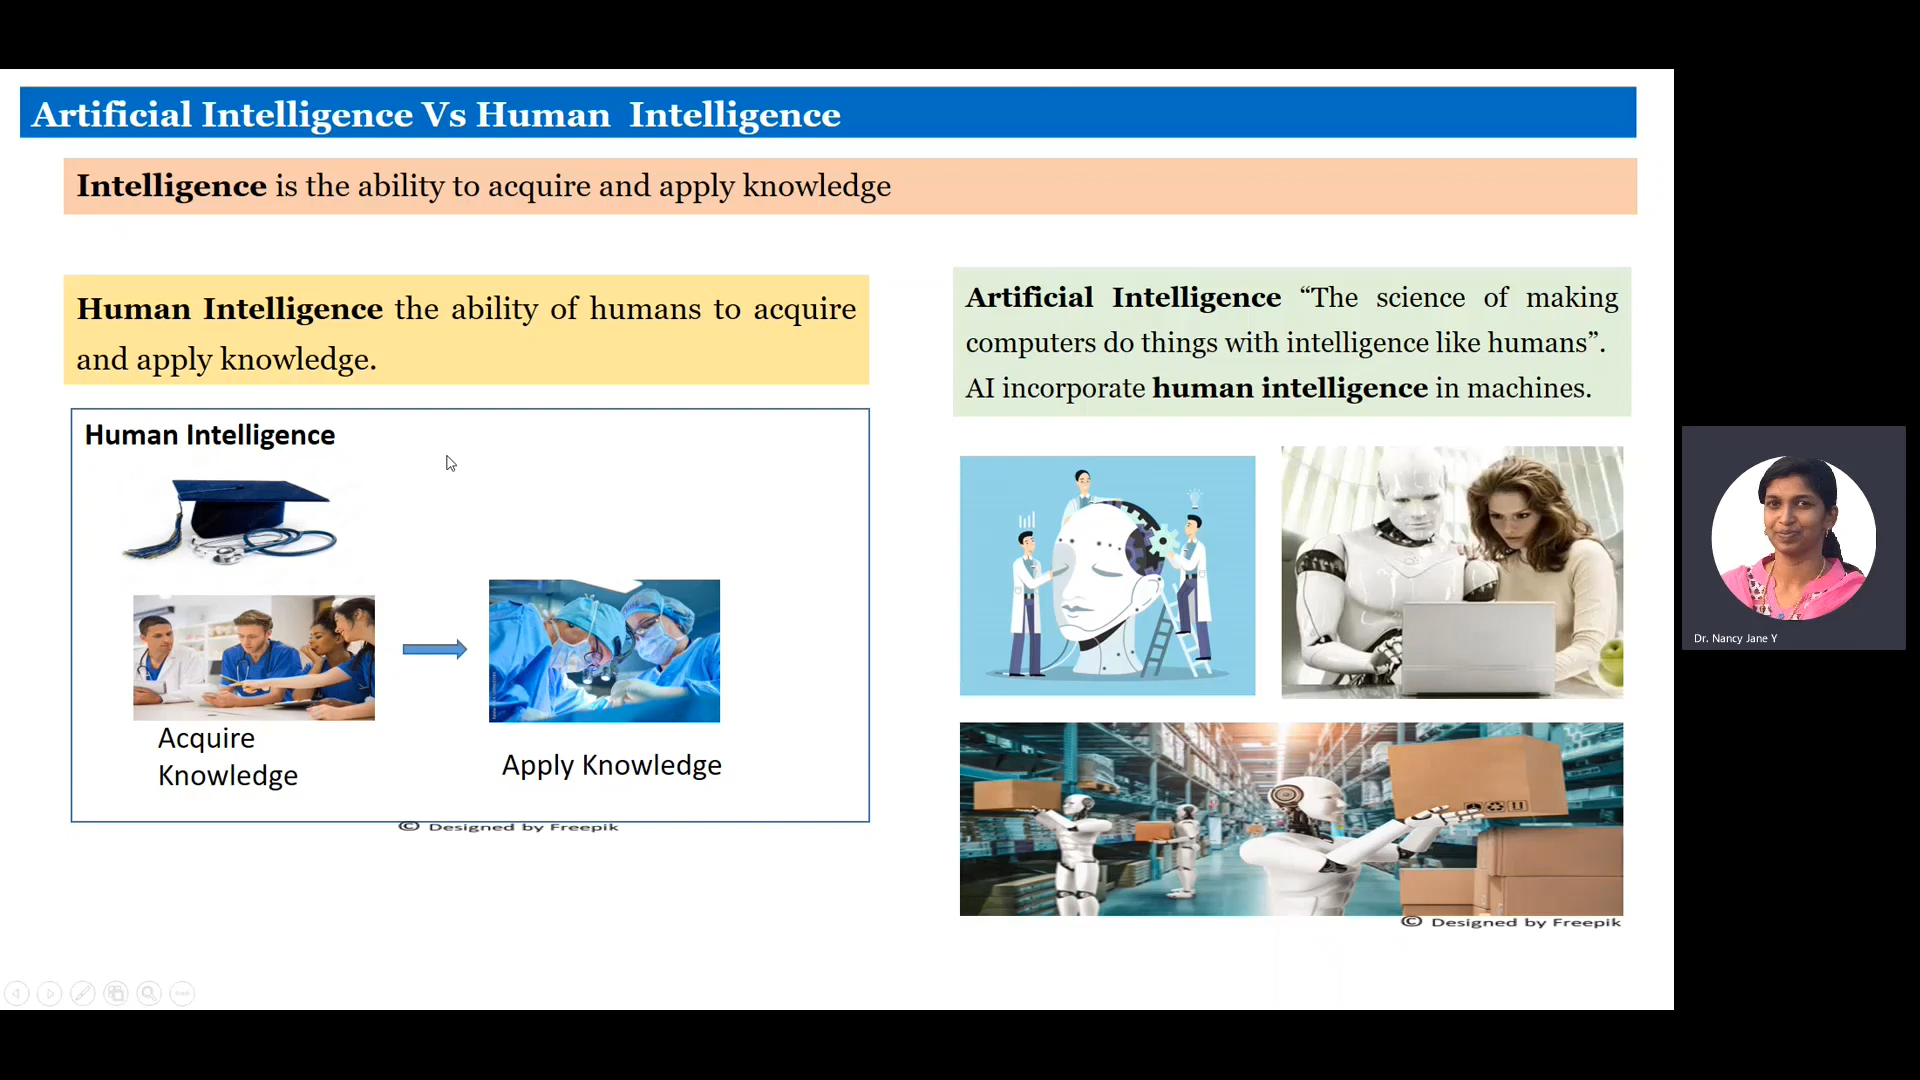 Artificial Intelligence Vs Human Intelligence
Intelligence is the ability to acquire and apply knowledge
Human Intelligence the ability of humans to acquire
and apply knowledge.
Human Intelligence
Acquire
Knowledge
Apply Knowledge
© Designed by Freepik
Artificial Intelligence “The science of making
computers do things with intelligence like humans”.
AI incorporate human intelligence in machines.
© Designed by Freepik
Dr. Nancy Jane Y